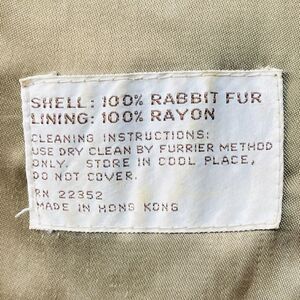 SHELL: 100% RABBIT FUR
LINING: 100% RAYON
CLEANING INSTRUCTIONS:
USE DRY CLEAN BY FURRIER METHOD
ONLY. STORE IN COOL PLACE,
DO NOT COVER.
RN 22352
MADE IN HONG KONG